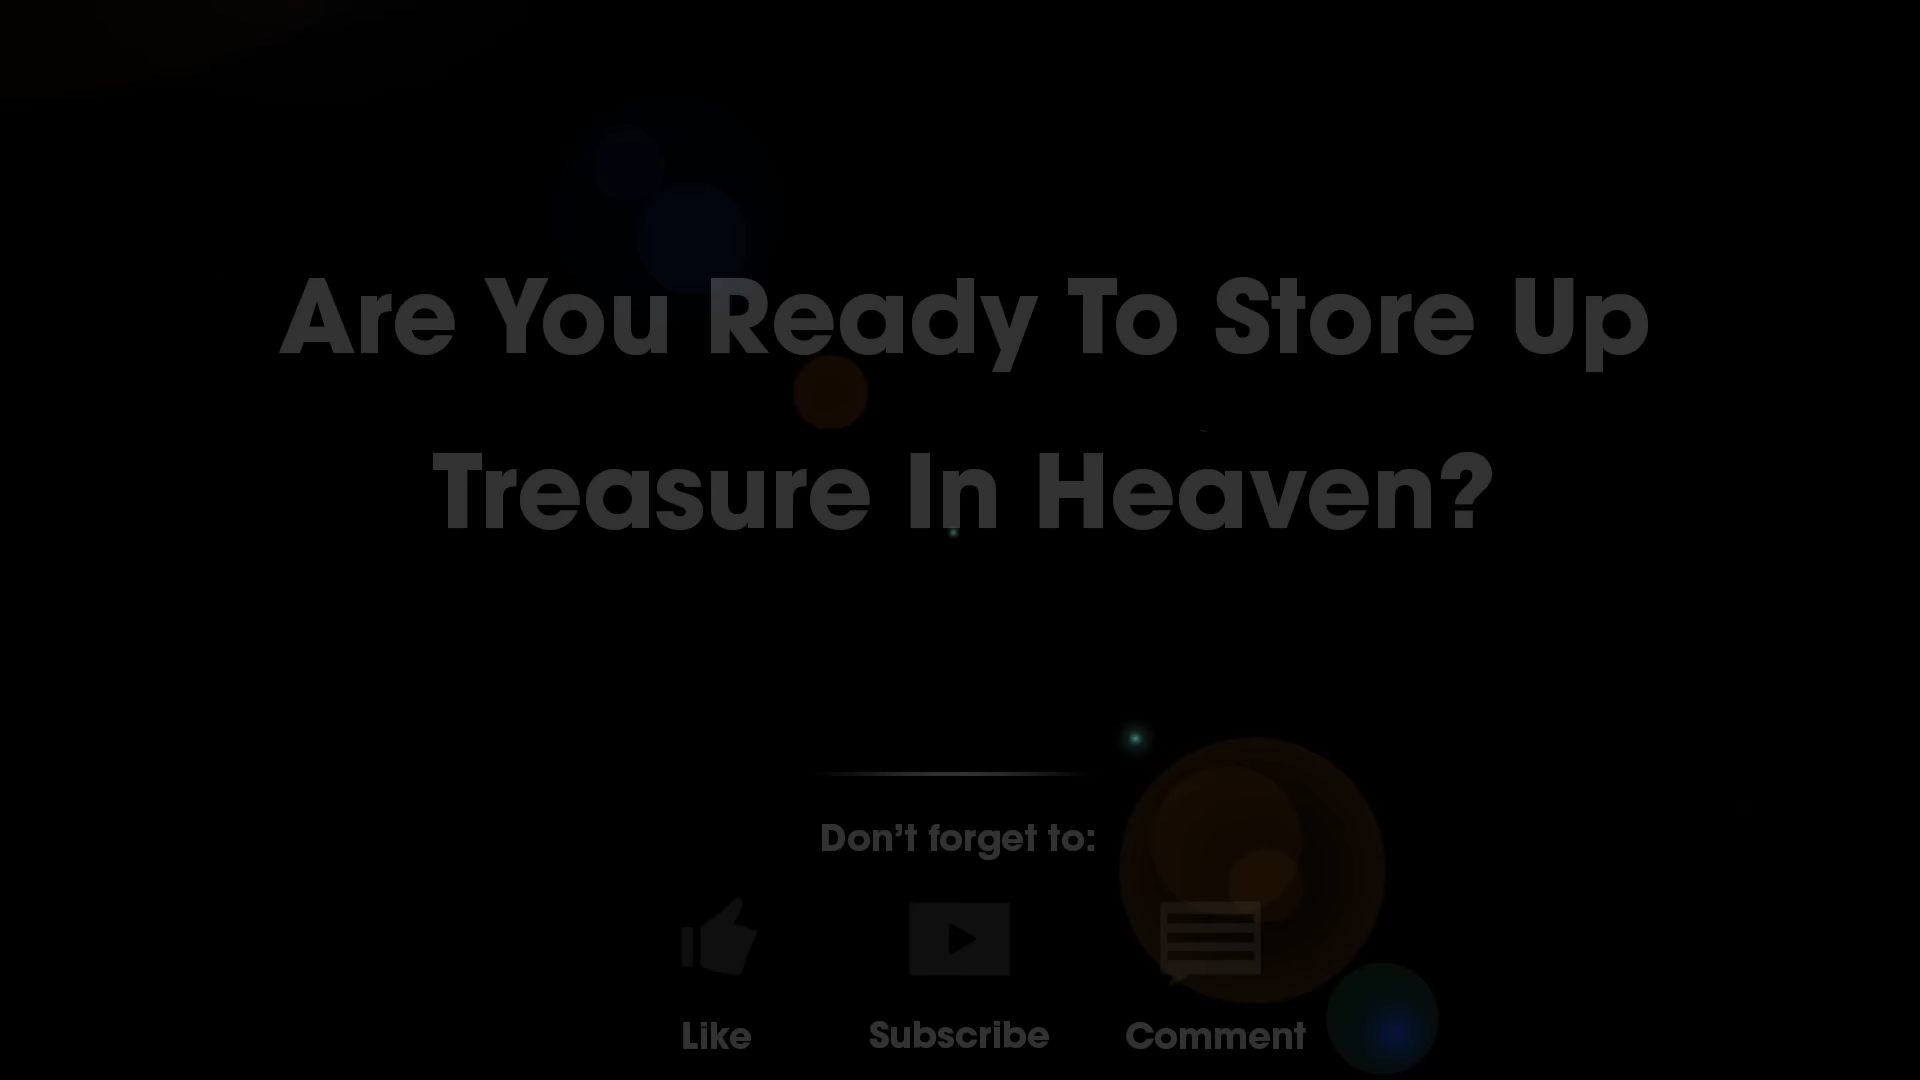 Are You Ready To Store Up
Treasure In Heaven?
Don’t forget to:
Like Subscribe Comment